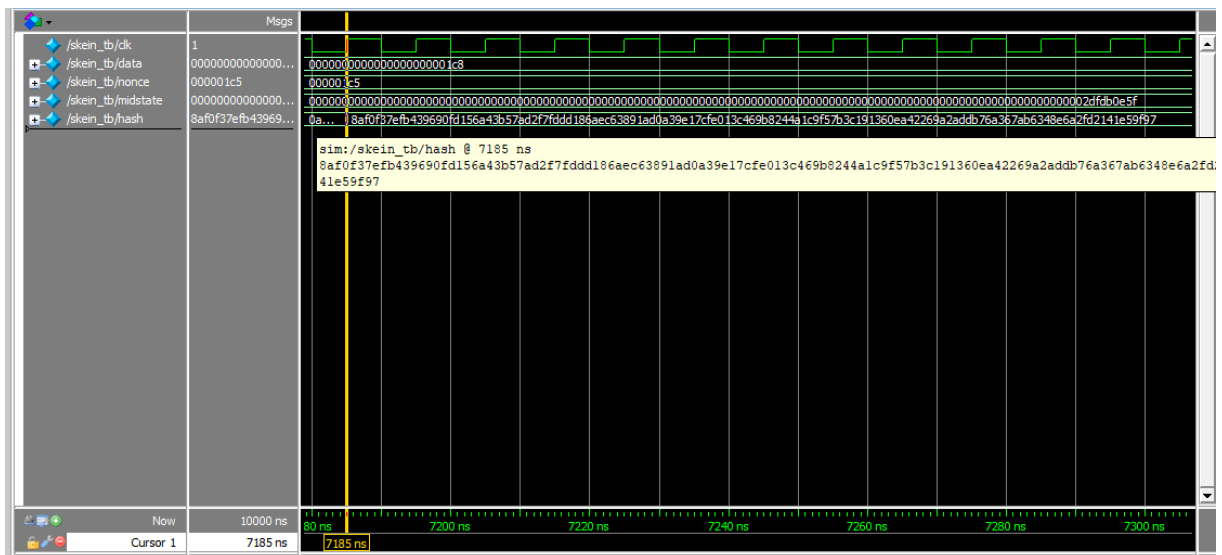 Msgs
/skein_tb/clk 1
/skein_tb/data 00000000000000... 0000000000000000000001c8
/skein_tb/nonce 000001c5 000001c5
/skein_tb/midstate 00000000000000... 000000000000000000000000000000000000000000000000000000000000000000000000000000000000000000000000000000000000000000000002dfdb0e5f
/skein_tb/hash 8af0f37efb43969... 0a... 8af0f37efb439690fd156a43b57ad2f7fddd186aec63891ad0a39e17cfe013c469b8244a1c9f57b3c191360ea42269a2addb76a367ab6348e6a2fd2141e59f97
sim:/skein_tb/hash @ 7185 ns
8af0f37efb439690fd156a43b57ad2f7fddd186aec63891ad0a39e17cfe013c469b8244a1c9f57b3c191360ea42269a2addb76a367ab6348e6a2fd2
41e59f97
Now 10000 ns 80 ns 7200 ns 7220 ns 7240 ns 7260 ns 7280 ns 7300 ns
Cursor 1 7185 ns 7185 ns